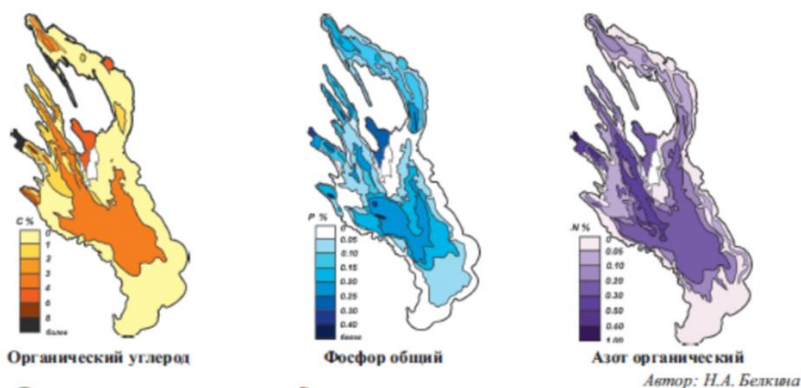 C %
0
1
2
3
4
6
8
более
Органический углерод
P %
0
0.05
0.10
0.15
0.20
0.25
0.30
0.40
более
Фосфор общий
N %
0
0.05
0.10
0.20
0.30
0.50
0.60
1.00
Азот органический
Автор: Н.А. Белкина